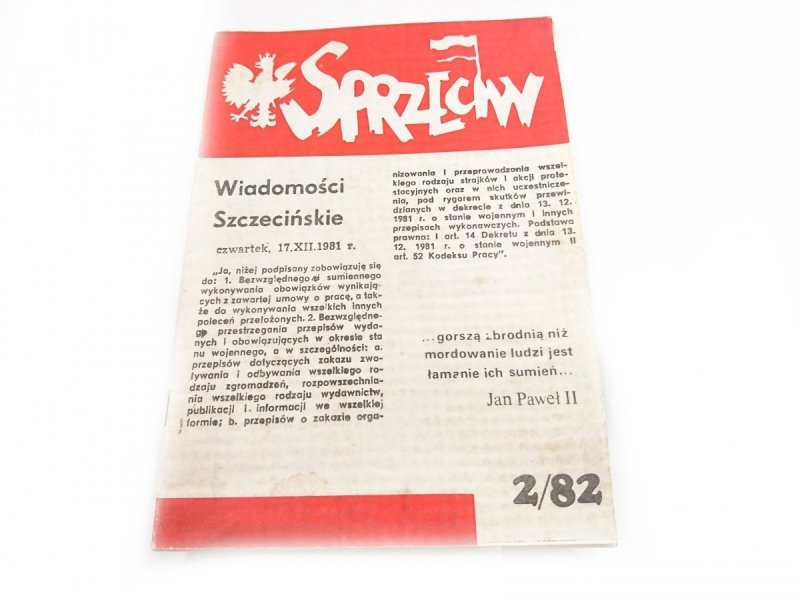 SPRZECIW
Wiadomości
Szczecińskie
czwartek, 17.XII.1981 r.
„Ja, niżej podpisany zobowiązuję się
do: 1. Bezwzględnego i sumiennego
wykonywania obowiązków wynikają-
cych z zawartej umowy o pracę, a tak-
że do wykonywania wszelkich innych
poleceń przełożonych. 2. Bezwzględne-
go przestrzegania przepisów wyda-
nych i obowiązujących w okresie sta
nu wojennego, a w szczególności: a.
przepisów dotyczących zakazu zwo-
ływania i odbywania wszelkiego ro-
dzaju zgromadzeń, rozpowszechnia-
nia wszelkiego rodzaju wydawnictw,
publikacji i informacji we wszelkiej
formie; b. przepisów o zakazie orga-
nizowania i przeprowadzania wszel-
kiego rodzaju strajków i akcji prote-
stacyjnych oraz w nich uczestnicze-
nia, pod rygorem skutków przewi-
dzianych w dekrecie z dnia 13. 12.
1981 r. o stanie wojennym i innych
przepisach wykonawczych. Podstawa
prawna: I art. 14 Dekretu z dnia 13.
12. 1981 r. o stanie wojennym II
art. 52 Kodeksu Pracy".
...gorszą zbrodnią niż
mordowanie ludzi jest
łamanie ich sumień...
Jan Paweł II
2/82